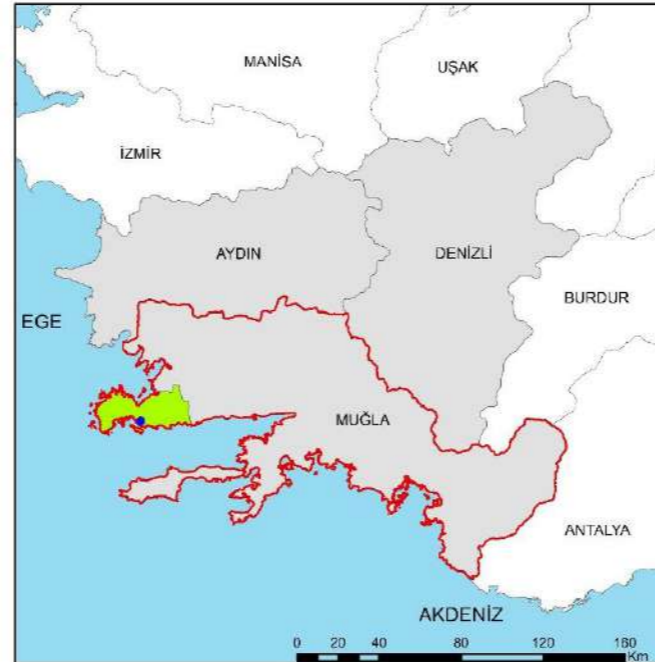 MANİSA
UŞAK
İZMİR
AYDIN
DENİZLİ
BURDUR
EGE
MUĞLA
ANTALYA
AKDENİZ
0 20 40 80 120 160
Km